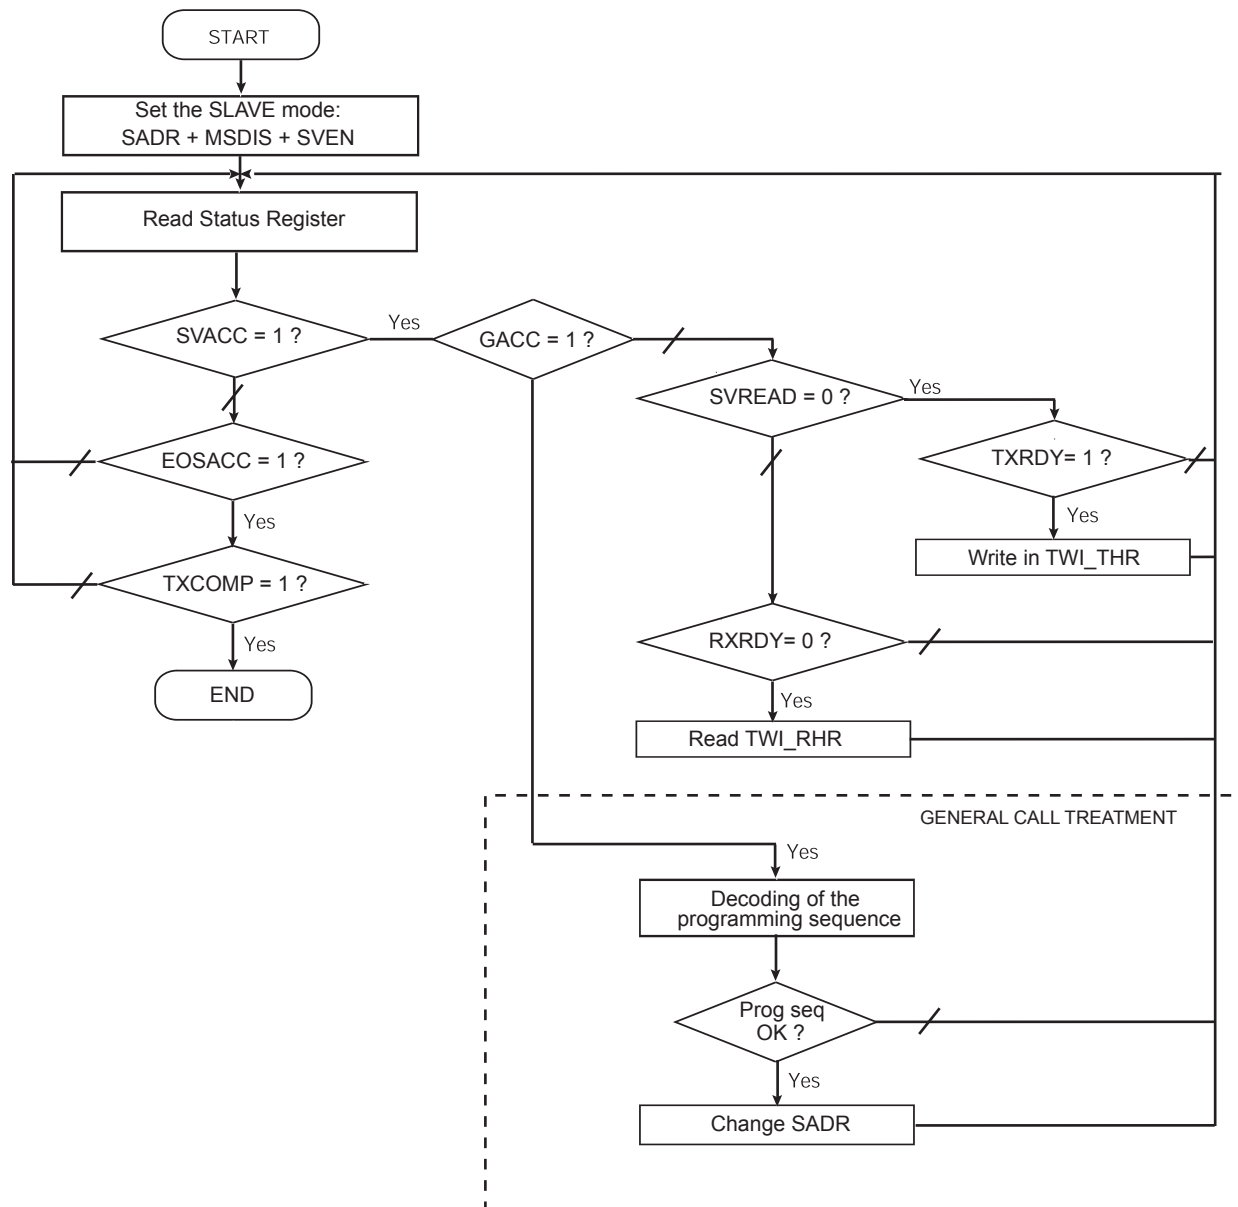 START
Set the SLAVE mode:
SADR + MSDIS + SVEN
Read Status Register
SVACC = 1 ?
Yes
GACC = 1 ?
SVREAD = 0 ?
Yes
EOSACC = 1 ?
TXRDY= 1 ?
Yes
Yes
Write in TWI_THR
TXCOMP = 1 ?
Yes
RXRDY= 0 ?
END
Yes
Read TWI_RHR
GENERAL CALL TREATMENT
Yes
Decoding of the
programming sequence
Prog seq
OK ?
Yes
Change SADR